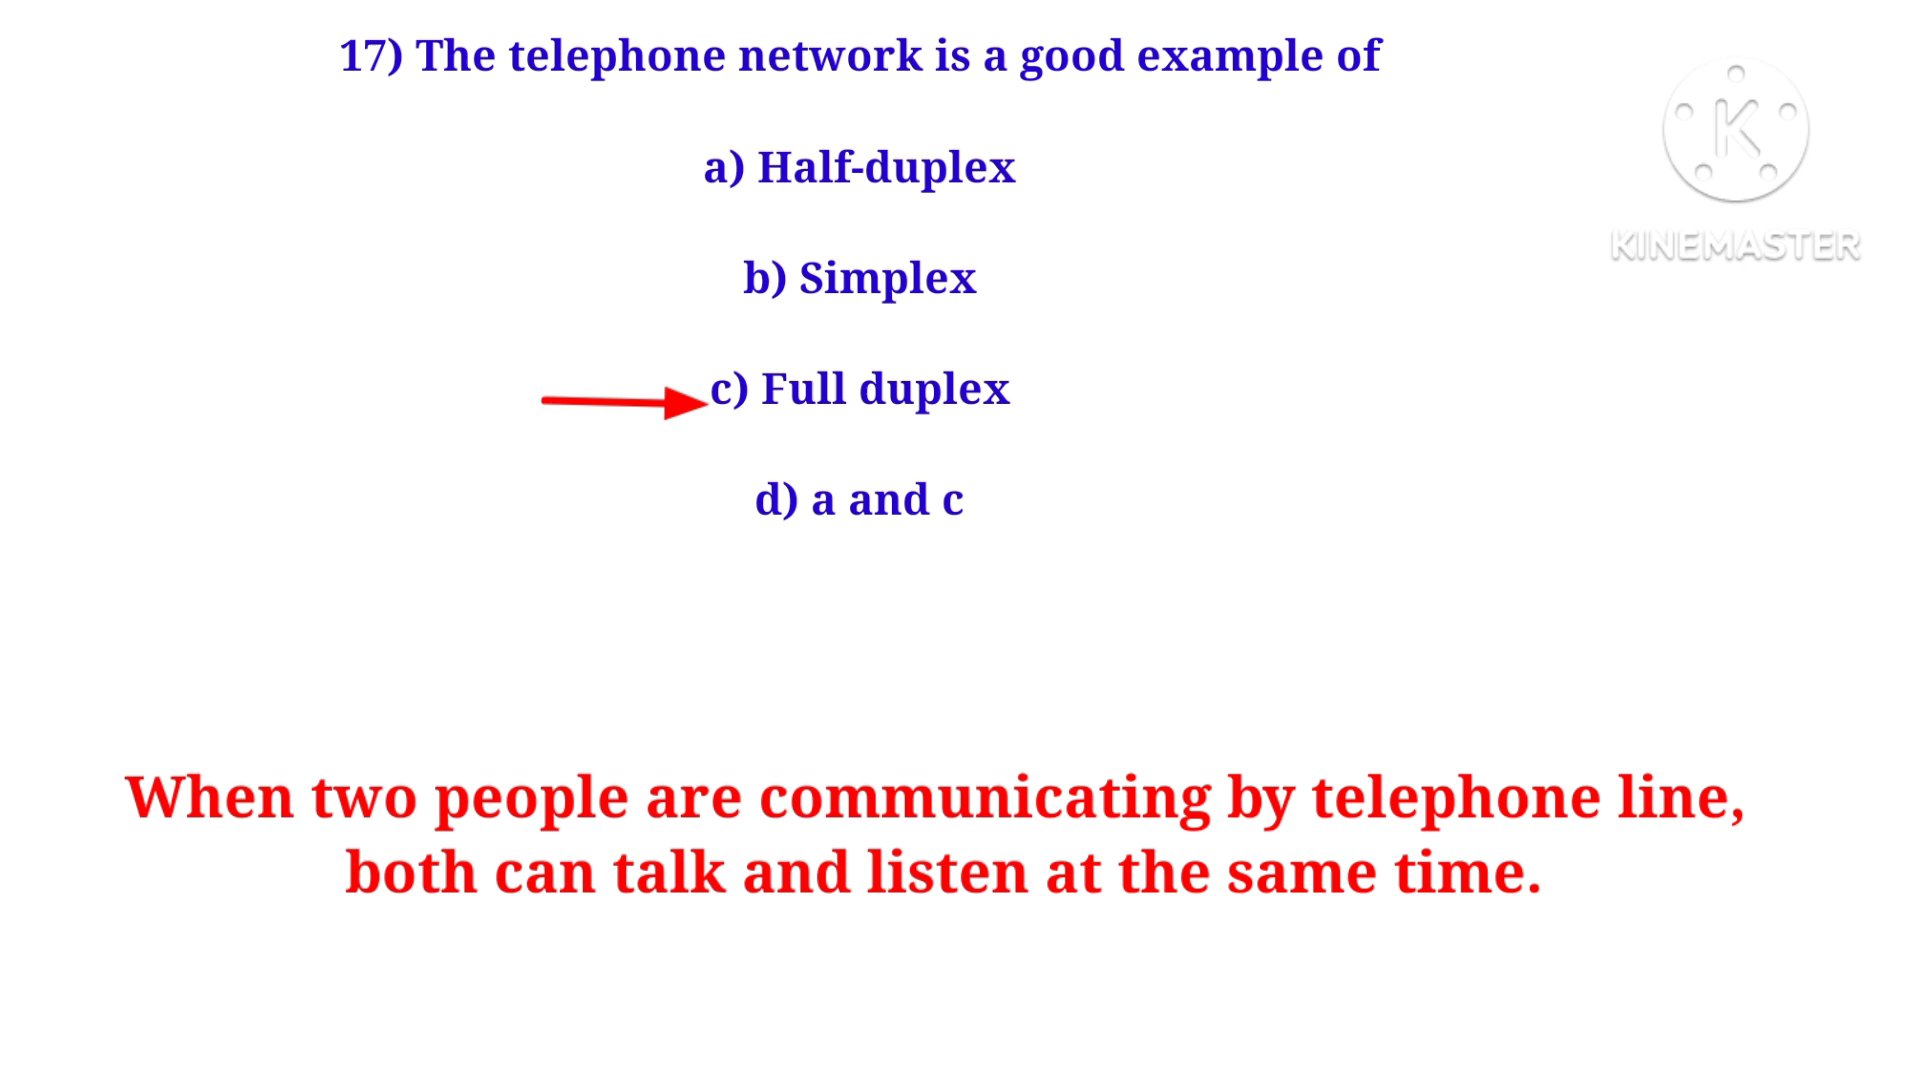 17) The telephone network is a good example of
a) Half-duplex
K
KINEMASTER
b) Simplex
c) Full duplex
d) a and c
When two people are communicating by telephone line,
both can talk and listen at the same time.